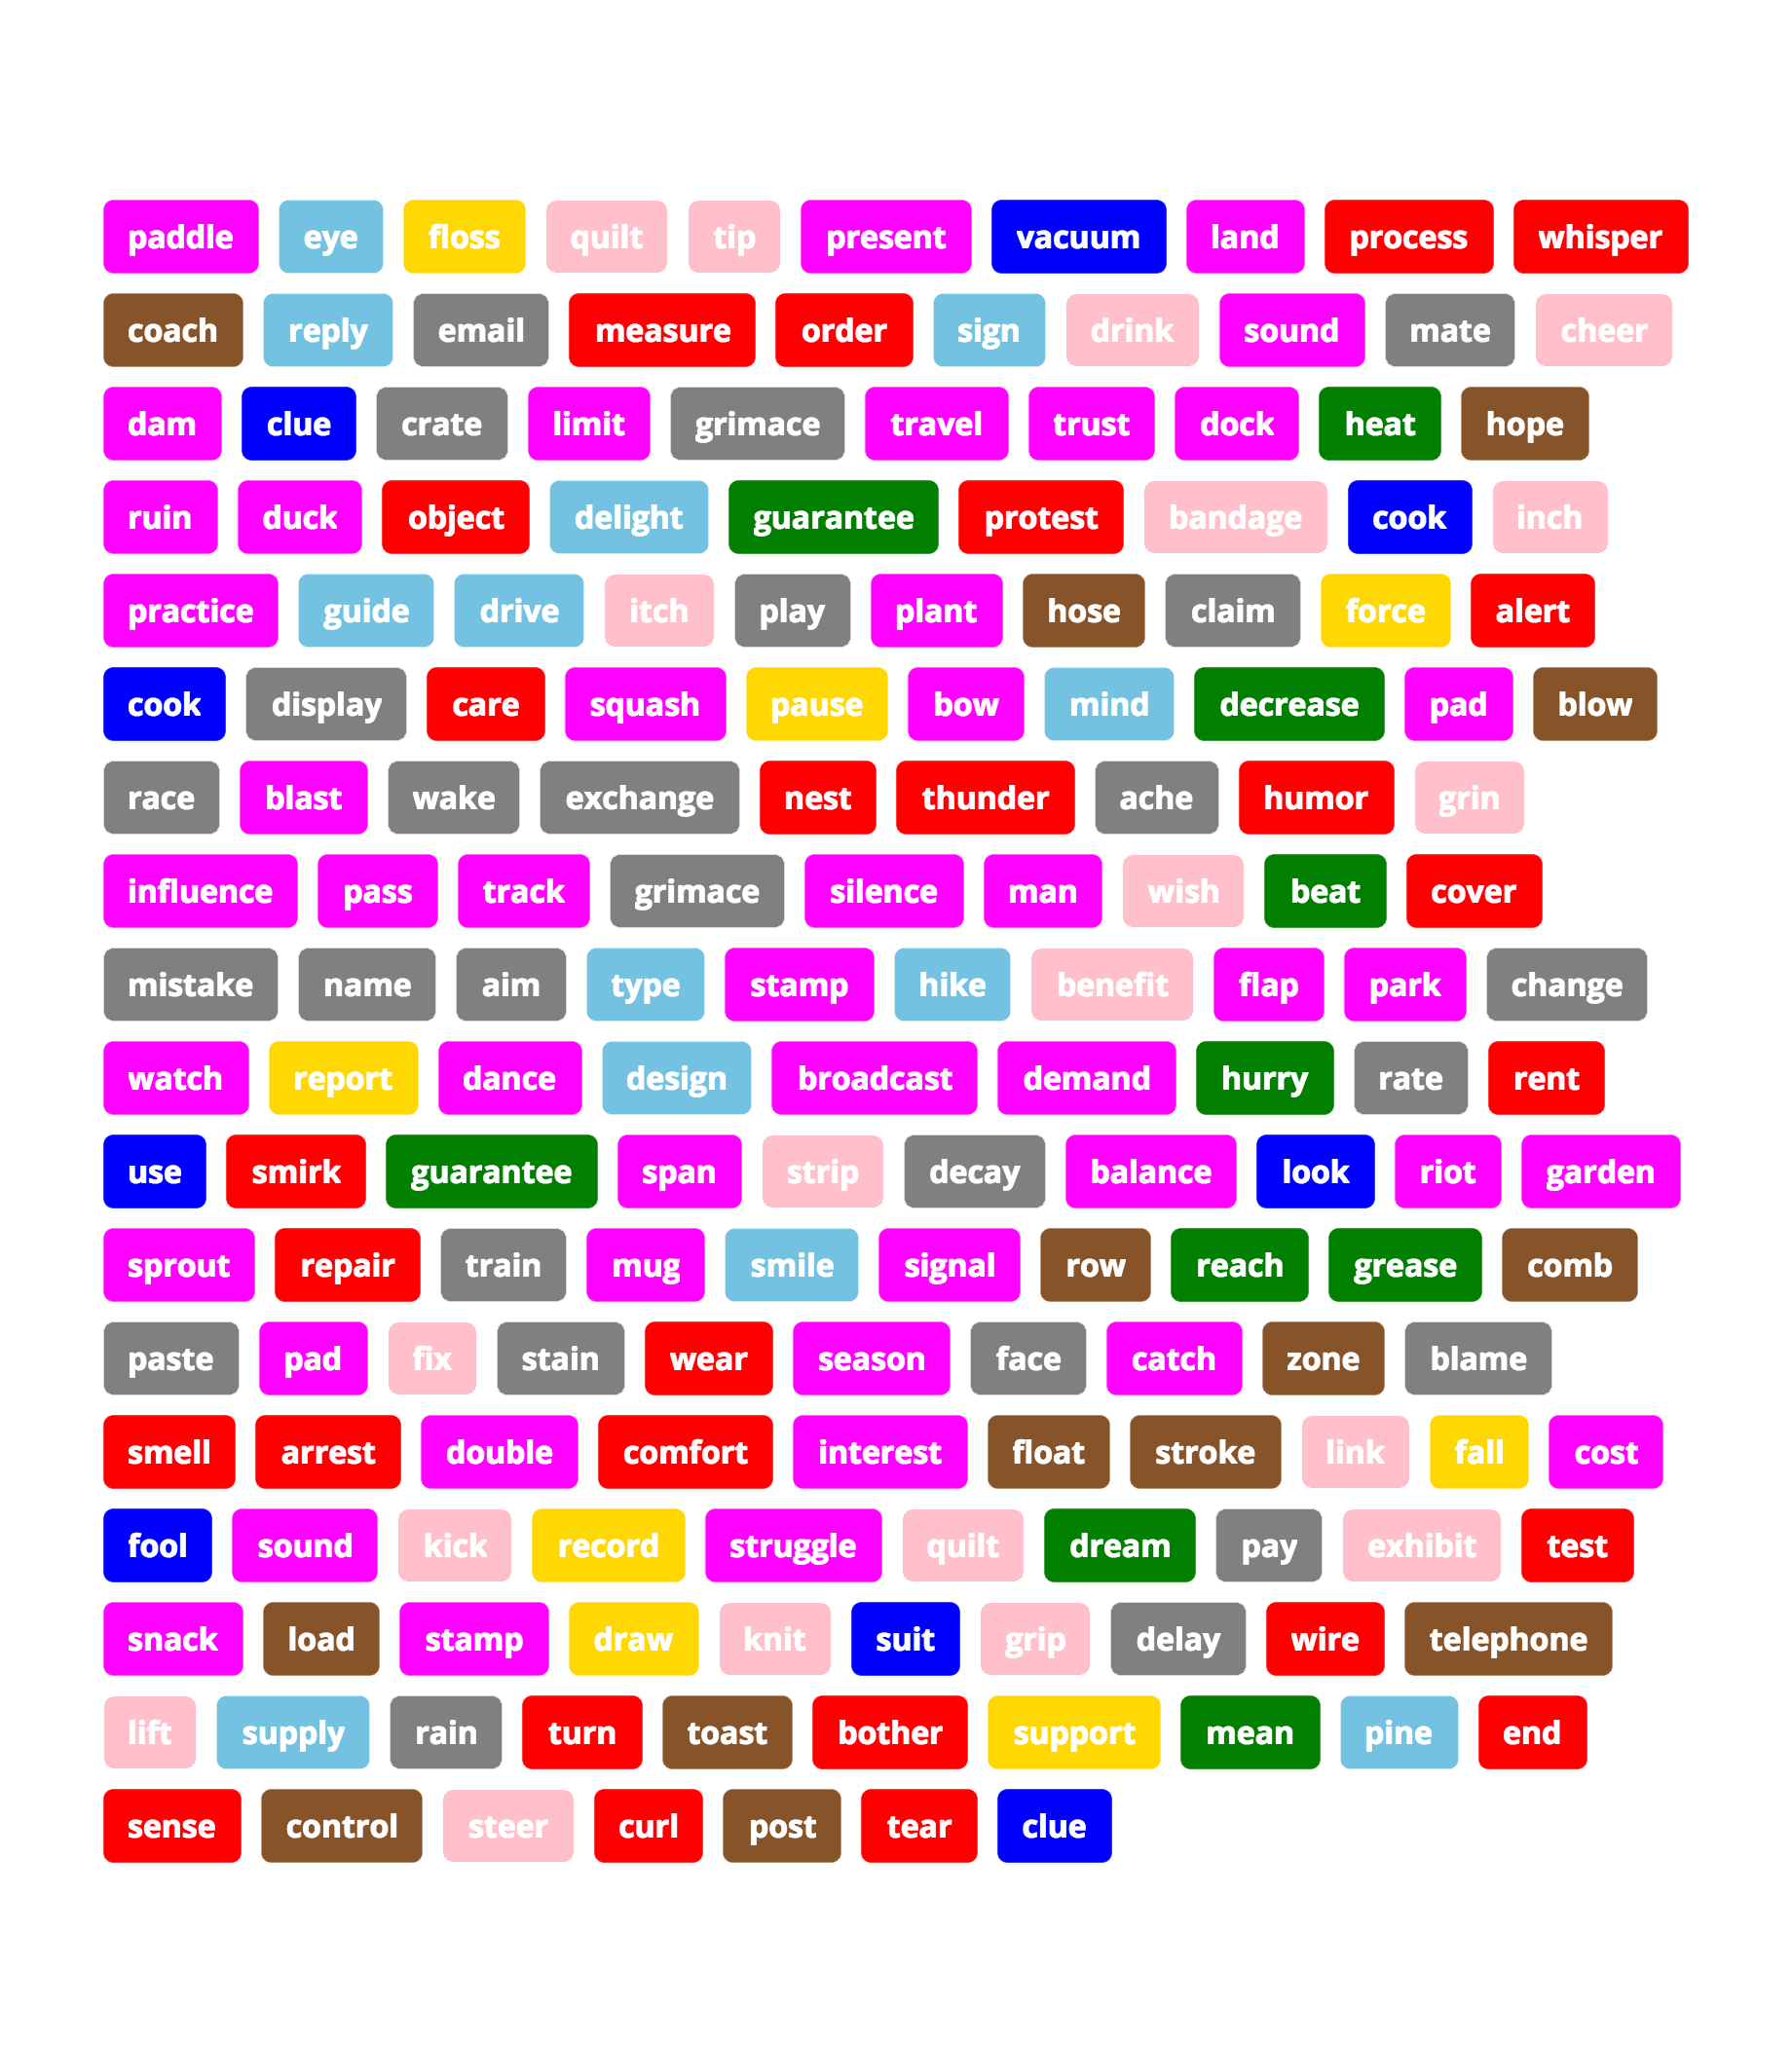 paddle eye floss quilt tip present vacuum land process whisper
coach reply email measure order sign drink sound mate cheer
dam clue crate limit grimace travel trust dock heat hope
ruin duck object delight guarantee protest bandage cook inch
practice guide drive itch play plant hose claim force alert
cook display care squash pause bow mind decrease pad blow
race blast wake exchange nest thunder ache humor grin
influence pass track grimace silence man wish beat cover
mistake name aim type stamp hike benefit flap park change
watch report dance design broadcast demand hurry rate rent
use smirk guarantee span strip decay balance look riot garden
sprout repair train mug smile signal row reach grease comb
paste pad fix stain wear season face catch zone blame
smell arrest double comfort interest float stroke link fall cost
fool sound kick record struggle quilt dream pay exhibit test
snack load stamp draw knit suit grip delay wire telephone
lift supply rain turn toast bother support mean pine end
sense control steer curl post tear clue